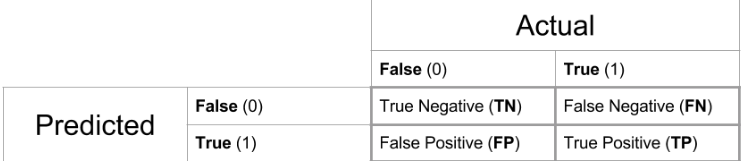 Actual
False (0) True (1)
Predicted False (0) True Negative (TN) False Negative (FN)
True (1) False Positive (FP) True Positive (TP)